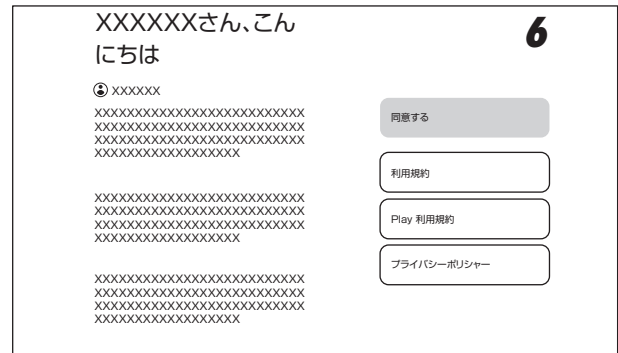 XXXXXXさん、こん
にちは
6
XXXXXX
XXXXXXXXXXXXXXXXXXXXXXXXXX
XXXXXXXXXXXXXXXXXXXXXXXXXX
XXXXXXXXXXXXXXXXXXXXXXXXXX
XXXXXXXXXXXXXXXXXX
XXXXXXXXXXXXXXXXXXXXXXXXXX
XXXXXXXXXXXXXXXXXXXXXXXXXX
XXXXXXXXXXXXXXXXXXXXXXXXXX
XXXXXXXXXXXXXXXXXX
XXXXXXXXXXXXXXXXXXXXXXXXXX
XXXXXXXXXXXXXXXXXXXXXXXXXX
XXXXXXXXXXXXXXXXXXXXXXXXXX
XXXXXXXXXXXXXXXXXX
同意する
利用規約
Play 利用規約
プライバシーポリシャー